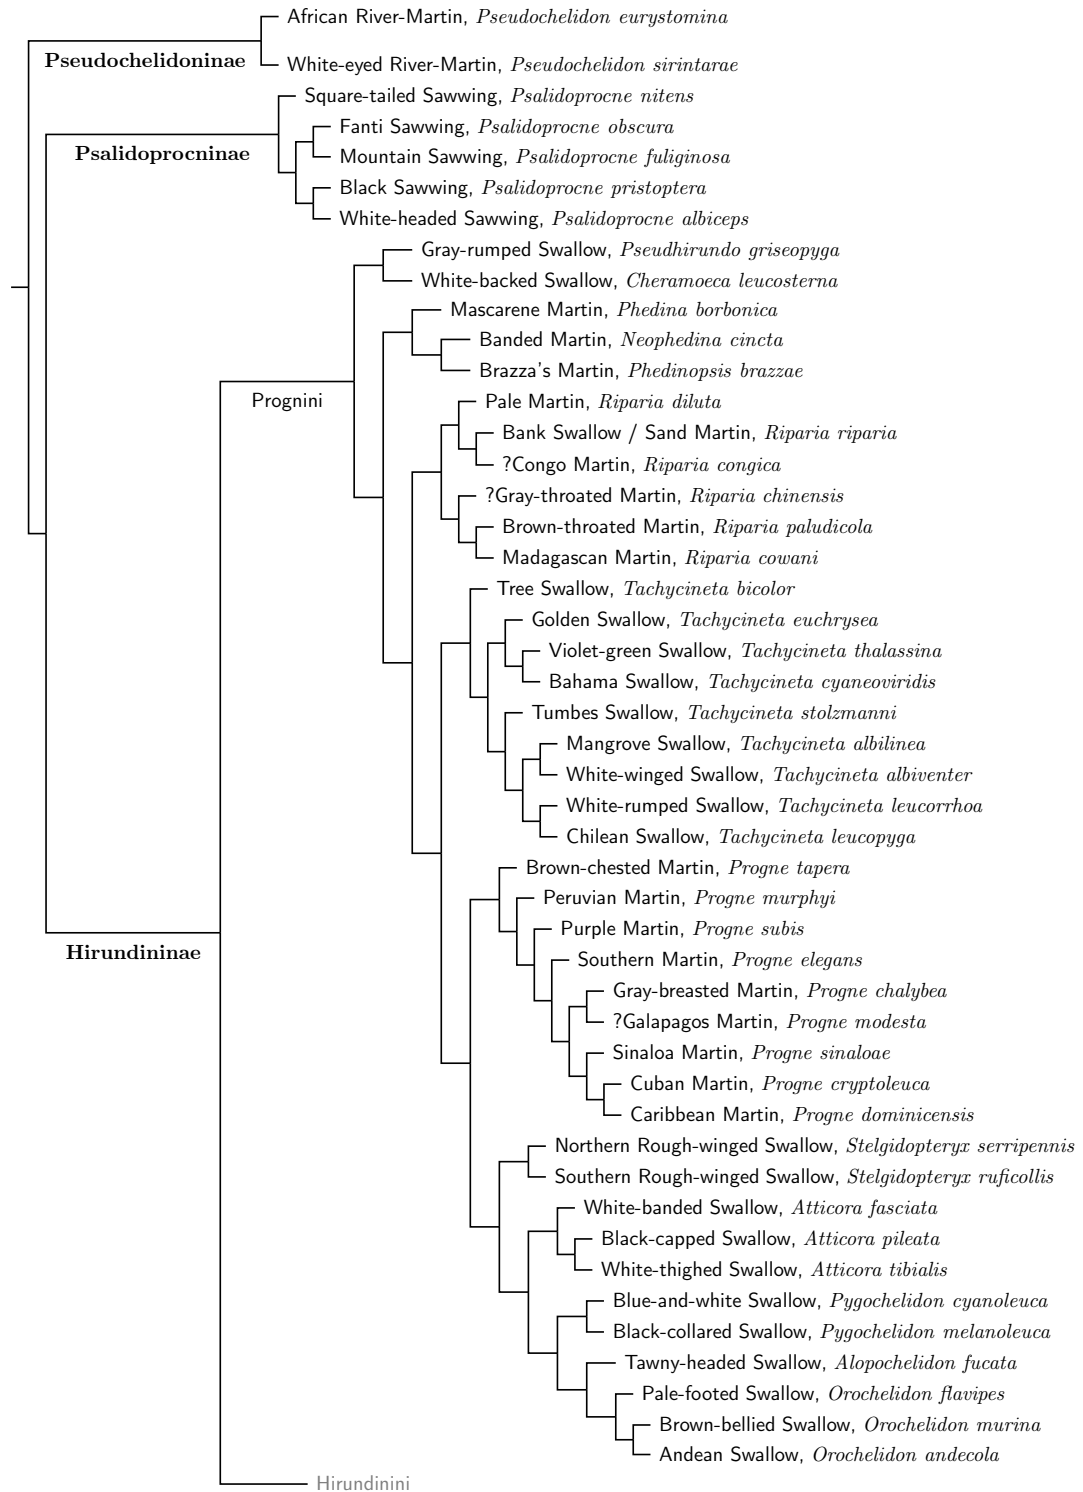 African River-Martin, Pseudochelidon eurystomina
Pseudochelidoninae
White-eyed River-Martin, Pseudochelidon sirintarae
Square-tailed Sawwing, Psalidoprocne nitens
Fanti Sawwing, Psalidoprocne obscura
Psalidoprocninae
Mountain Sawwing, Psalidoprocne fuliginosa
Black Sawwing, Psalidoprocne pristoptera
White-headed Sawwing, Psalidoprocne albiceps
Gray-rumped Swallow, Pseudhirundo griseopyga
White-backed Swallow, Cheramoeca leucosterna
Mascarene Martin, Phedina borbonica
Banded Martin, Neophedina cincta
Brazza's Martin, Phedinopsis brazzae
Prognini
Pale Martin, Riparia diluta
Bank Swallow / Sand Martin, Riparia riparia
?Congo Martin, Riparia congica
?Gray-throated Martin, Riparia chinensis
Brown-throated Martin, Riparia paludicola
Madagascan Martin, Riparia cowani
Tree Swallow, Tachycineta bicolor
Golden Swallow, Tachycineta euchrysea
Violet-green Swallow, Tachycineta thalassina
Bahama Swallow, Tachycineta cyaneoviridis
Tumbes Swallow, Tachycineta stolzmanni
Mangrove Swallow, Tachycineta albilinea
White-winged Swallow, Tachycineta albiventer
White-rumped Swallow, Tachycineta leucorrhoa
Chilean Swallow, Tachycineta leucopyga
Brown-chested Martin, Progne tapera
Peruvian Martin, Progne murphyi
Purple Martin, Progne subis
Hirundininae
Southern Martin, Progne elegans
Gray-breasted Martin, Progne chalybea
?Galapagos Martin, Progne modesta
Sinaloa Martin, Progne sinaloae
Cuban Martin, Progne cryptoleuca
Caribbean Martin, Progne dominicensis
Northern Rough-winged Swallow, Stelgidopteryx serripennis
Southern Rough-winged Swallow, Stelgidopteryx ruficollis
White-banded Swallow, Atticora fasciata
Black-capped Swallow, Atticora pileata
White-thighed Swallow, Atticora tibialis
Blue-and-white Swallow, Pygochelidon cyanoleuca
Black-collared Swallow, Pygochelidon melanoleuca
Tawny-headed Swallow, Alopochelidon fucata
Pale-footed Swallow, Orochelidon flavipes
Brown-bellied Swallow, Orochelidon murina
Andean Swallow, Orochelidon andecola
Hirundinini